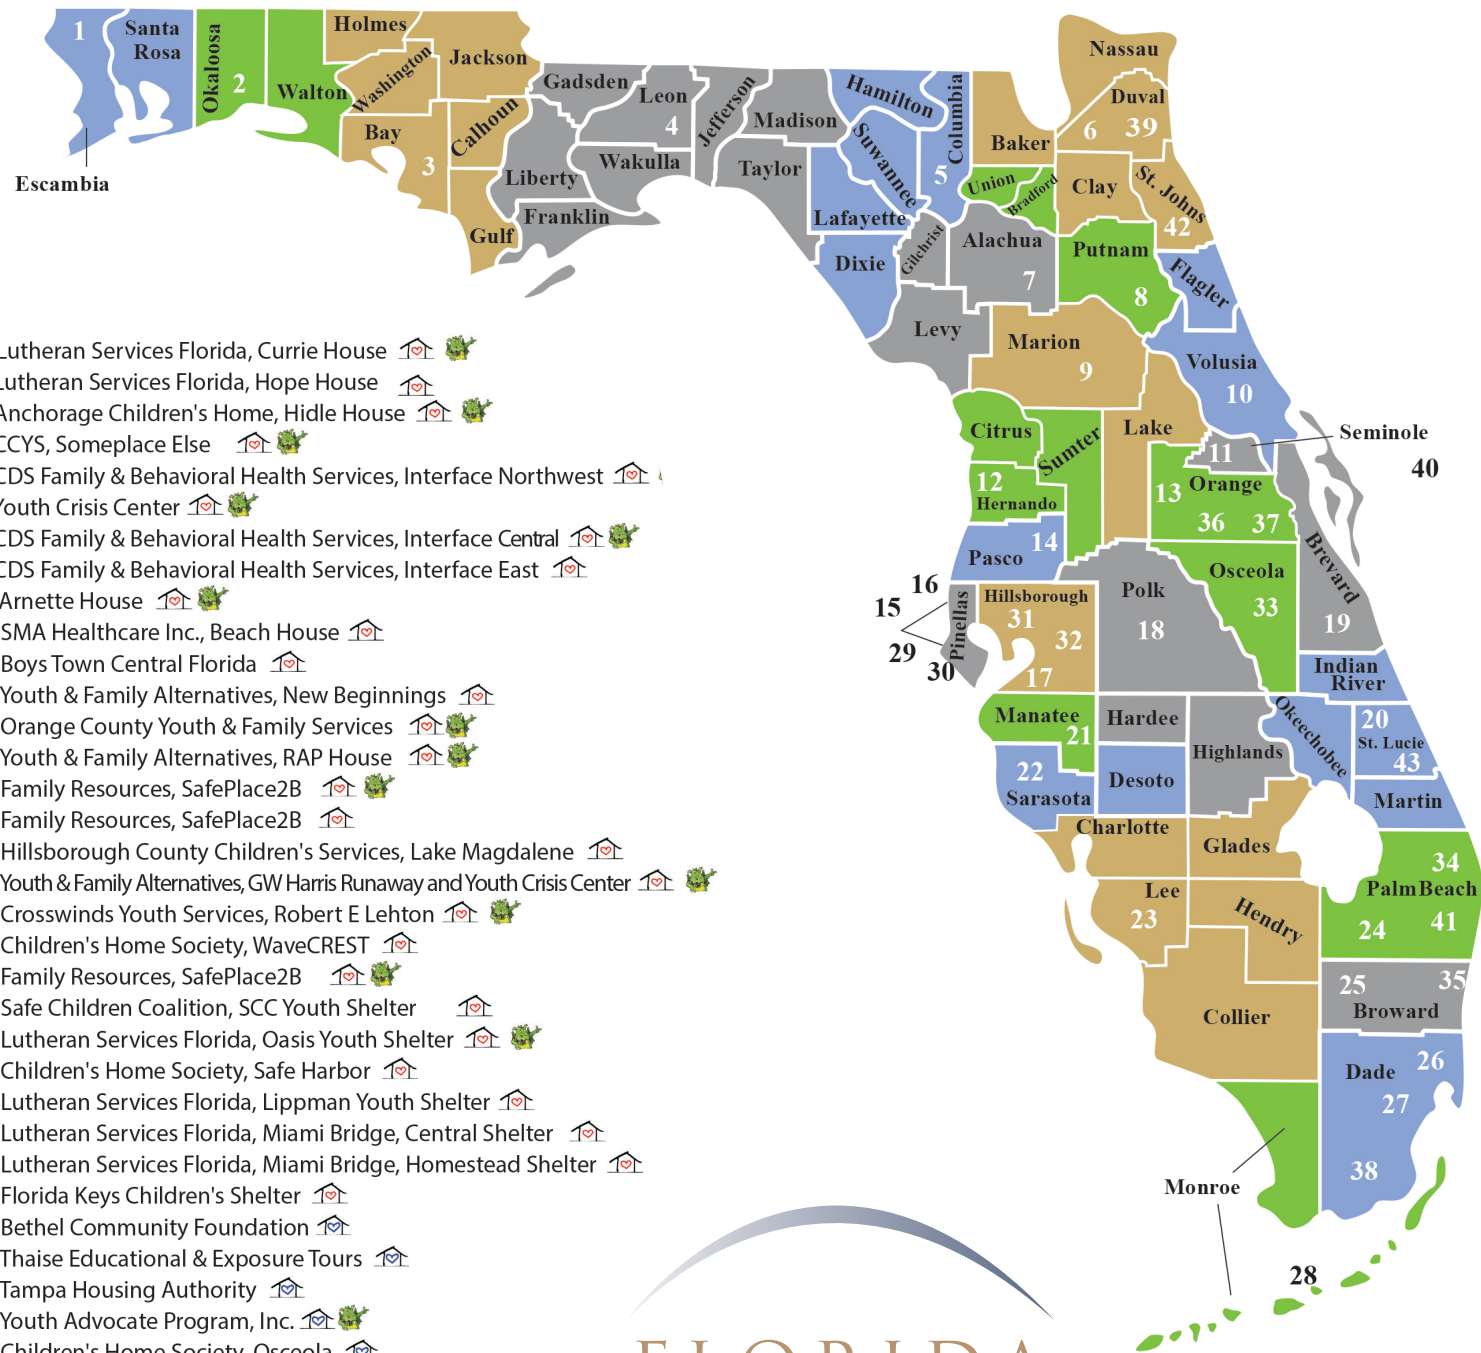 1
Santa
Rosa
Okaloosa
2
Walton
Holmes
Washington
Jackson
Bay
3
Calhoun
Gulf
Escambia
Gadsden
Leon
4
Jefferson
Madison
Liberty
Wakulla
Franklin
Taylor
Hamilton
Suwannee
Columbia
5
Lafayette
Dixie
Baker
Nassau
Duval
6
39
Union
Bradford
Clay
St. Johns
42
Gilchrist
Alachua
7
Putnam
8
Flagler
Levy
Marion
9
Volusia
10
Citrus
Sumter
Lake
11
Seminole
40
12
Hernando
13
Orange
36
37
Pasco
14
Brevard
19
Osceola
33
Polk
18
16
15
29
30
Pinellas
Hillsborough
31
32
17
Indian
River
Manatee
21
Hardee
Highlands
Okeechobee
20
St. Lucie
43
22
Sarasota
Desoto
Martin
Charlotte
Glades
34
Palm Beach
24
41
Lee
23
Hendry
25
35
Broward
Collier
Dade
26
27
38
Monroe
28
Lutheran Services Florida, Currie House
Lutheran Services Florida, Hope House
Anchorage Children's Home, Hidle House
CCYS, Someplace Else
CDS Family & Behavioral Health Services, Interface Northwest
Youth Crisis Center
CDS Family & Behavioral Health Services, Interface Central
CDS Family & Behavioral Health Services, Interface East
Arnette House
SMA Healthcare Inc., Beach House
Boys Town Central Florida
Youth & Family Alternatives, New Beginnings
Orange County Youth & Family Services
Youth & Family Alternatives, RAP House
Family Resources, SafePlace2B
Family Resources, SafePlace2B
Hillsborough County Children's Services, Lake Magdalene
Youth & Family Alternatives, GW Harris Runaway and Youth Crisis Center
Crosswinds Youth Services, Robert E Lehton
Children's Home Society, WaveCREST
Family Resources, SafePlace2B
Safe Children Coalition, SCC Youth Shelter
Lutheran Services Florida, Oasis Youth Shelter
Children's Home Society, Safe Harbor
Lutheran Services Florida, Lippman Youth Shelter
Lutheran Services Florida, Miami Bridge, Central Shelter
Lutheran Services Florida, Miami Bridge, Homestead Shelter
Florida Keys Children's Shelter
Bethel Community Foundation
Thaise Educational & Exposure Tours
Tampa Housing Authority
Youth Advocate Program, Inc.
Children's Home Society, Osceola
FLORIDA